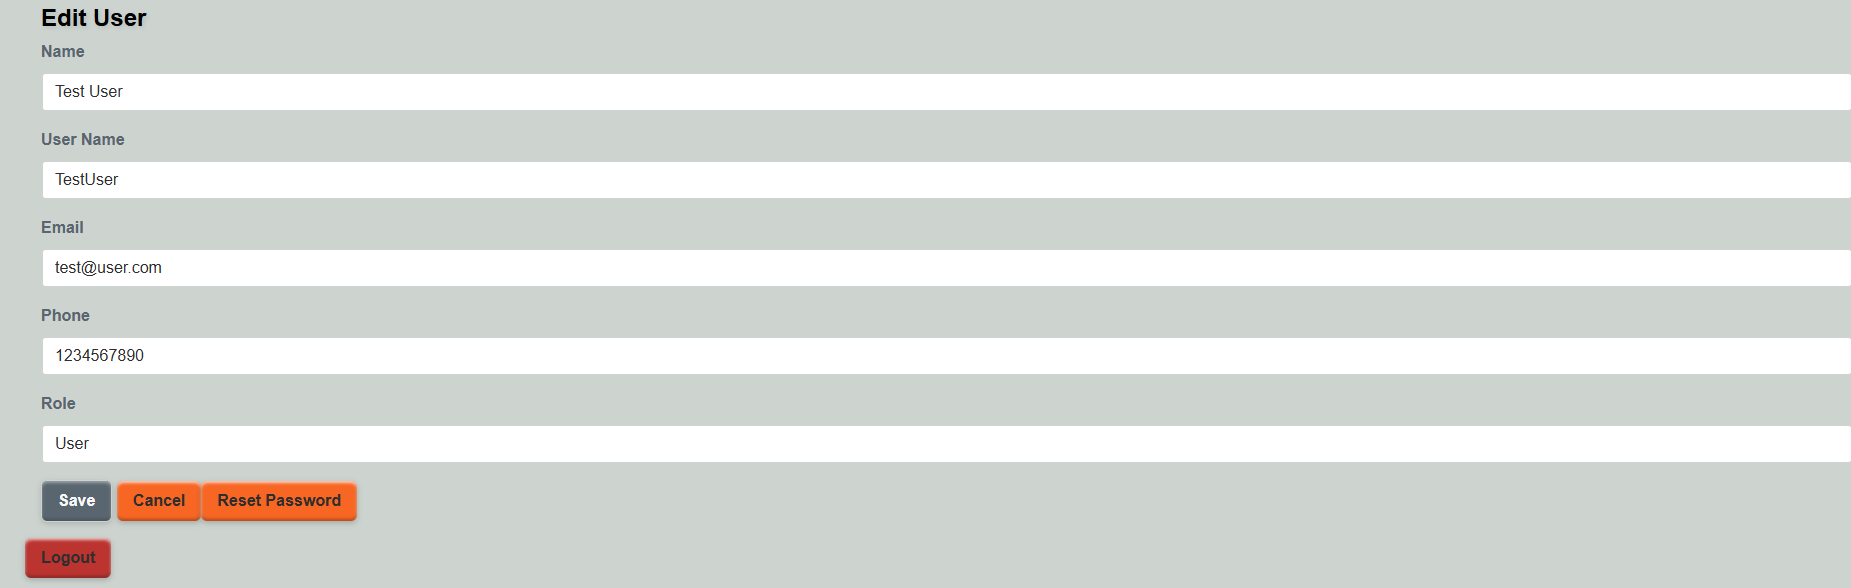 Edit User
Name
Test User
User Name
TestUser
Email
test@user.com
Phone
1234567890
Role
User
Save Cancel Reset Password
Logout